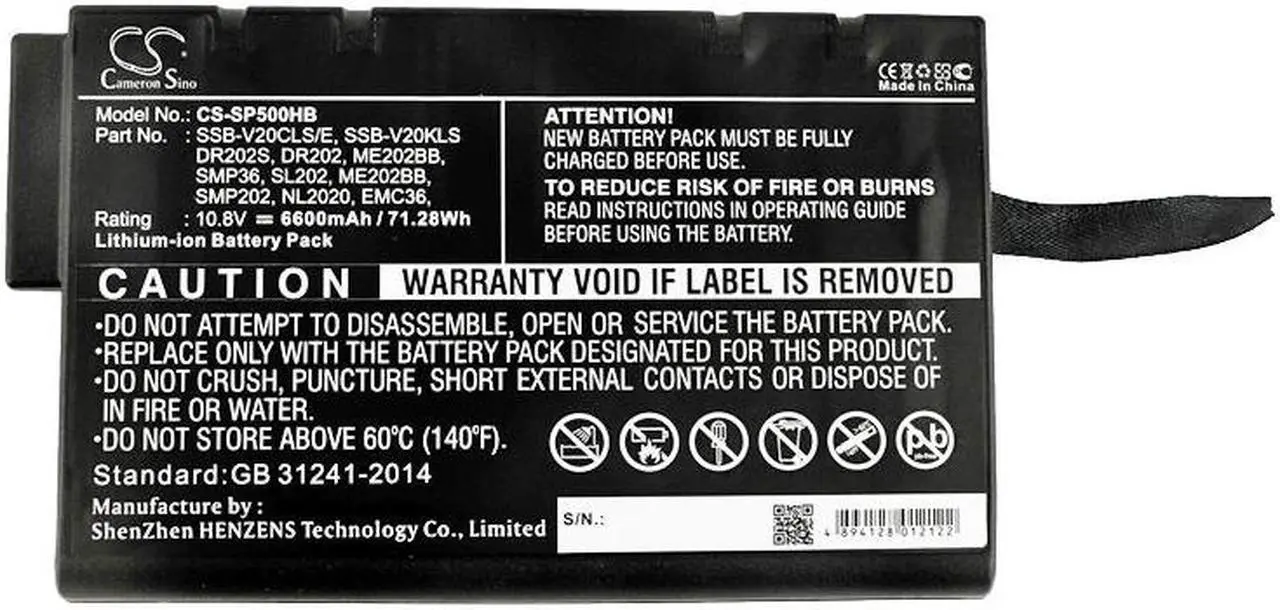 CS
Cameron Sino
CE
Made In China
Model No.: CS-SP500HB
Part No. : SSB-V20CLS/E, SSB-V20KLS
DR202S, DR202, ME202BB,
SMP36, SL202, ME202BB,
SMP202, NL2020, EMC36,
Rating : 10.8V = 6600mAh / 71.28Wh
Lithium-ion Battery Pack
ATTENTION!
NEW BATTERY PACK MUST BE FULLY
CHARGED BEFORE USE.
TO REDUCE RISK OF FIRE OR BURNS
READ INSTRUCTIONS IN OPERATING GUIDE
BEFORE USING THE BATTERY.
CAUTION WARRANTY VOID IF LABEL IS REMOVED
•DO NOT ATTEMPT TO DISASSEMBLE, OPEN OR SERVICE THE BATTERY PACK.
•REPLACE ONLY WITH THE BATTERY PACK DESIGNATED FOR THIS PRODUCT.
•DO NOT CRUSH, PUNCTURE, SHORT EXTERNAL CONTACTS OR DISPOSE OF
IN FIRE OR WATER.
•DO NOT STORE ABOVE 60°C (140°F).
Pb
Standard:GB 31241-2014
Manufacture by :
ShenZhen HENZENS Technology Co., Limited
S/N.:
4 894128 012122